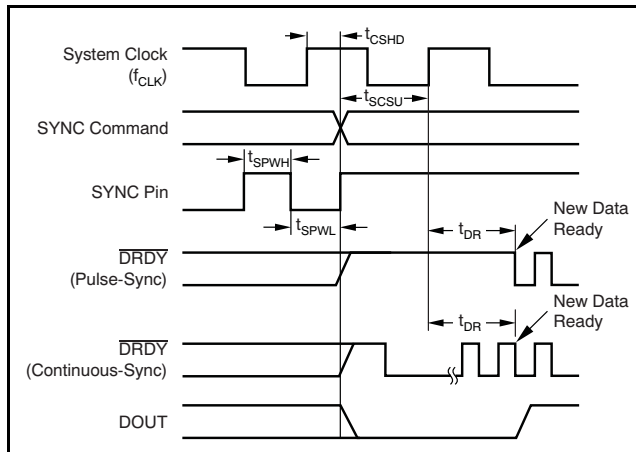 System Clock
(fCLK)
tCSHD
tSCSU
SYNC Command
tSPWH
SYNC Pin
tSPWL
New Data
Ready
tDR
DRDY
(Pulse-Sync)
New Data
Ready
tDR
DRDY
(Continuous-Sync)
DOUT